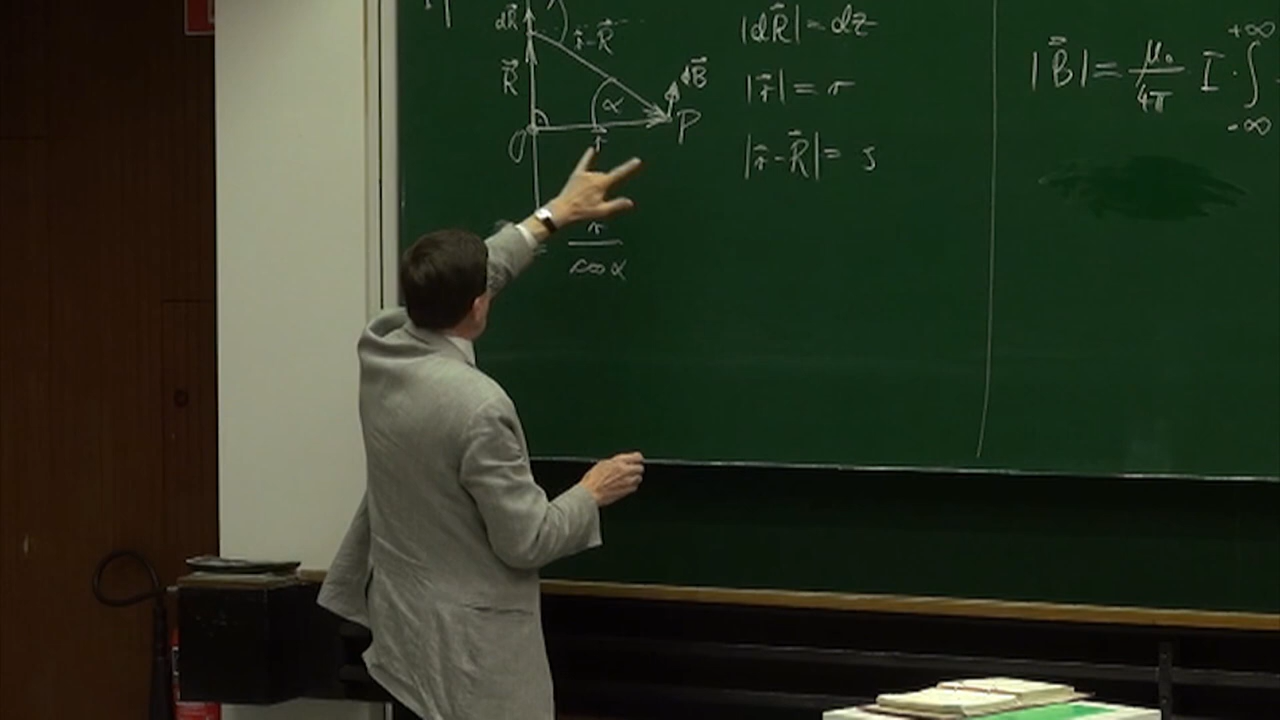 dR⃗
r⃗-R⃗
R⃗
dB⃗
α
O
r⃗
P
r
cos α
|dR⃗| = dz
|r⃗| = r
|r⃗-R⃗| = s
|B⃗| = μ₀/4π I · ∫
+∞
-∞